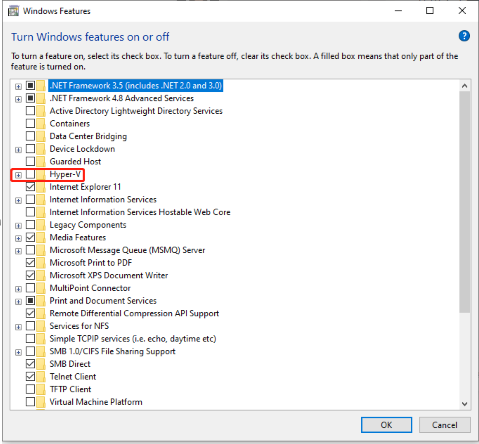 Windows Features
Turn Windows features on or off
To turn a feature on, select its check box. To turn a feature off, clear its check box. A filled box means that only part of the
feature is turned on.
.NET Framework 3.5 (includes .NET 2.0 and 3.0)
.NET Framework 4.8 Advanced Services
Active Directory Lightweight Directory Services
Containers
Data Center Bridging
Device Lockdown
Guarded Host
Hyper-V
Internet Explorer 11
Internet Information Services
Internet Information Services Hostable Web Core
Legacy Components
Media Features
Microsoft Message Queue (MSMQ) Server
Microsoft Print to PDF
Microsoft XPS Document Writer
MultiPoint Connector
Print and Document Services
Remote Differential Compression API Support
Services for NFS
Simple TCPIP services (i.e. echo, daytime etc)
SMB 1.0/CIFS File Sharing Support
SMB Direct
Telnet Client
TFTP Client
Virtual Machine Platform
OK
Cancel